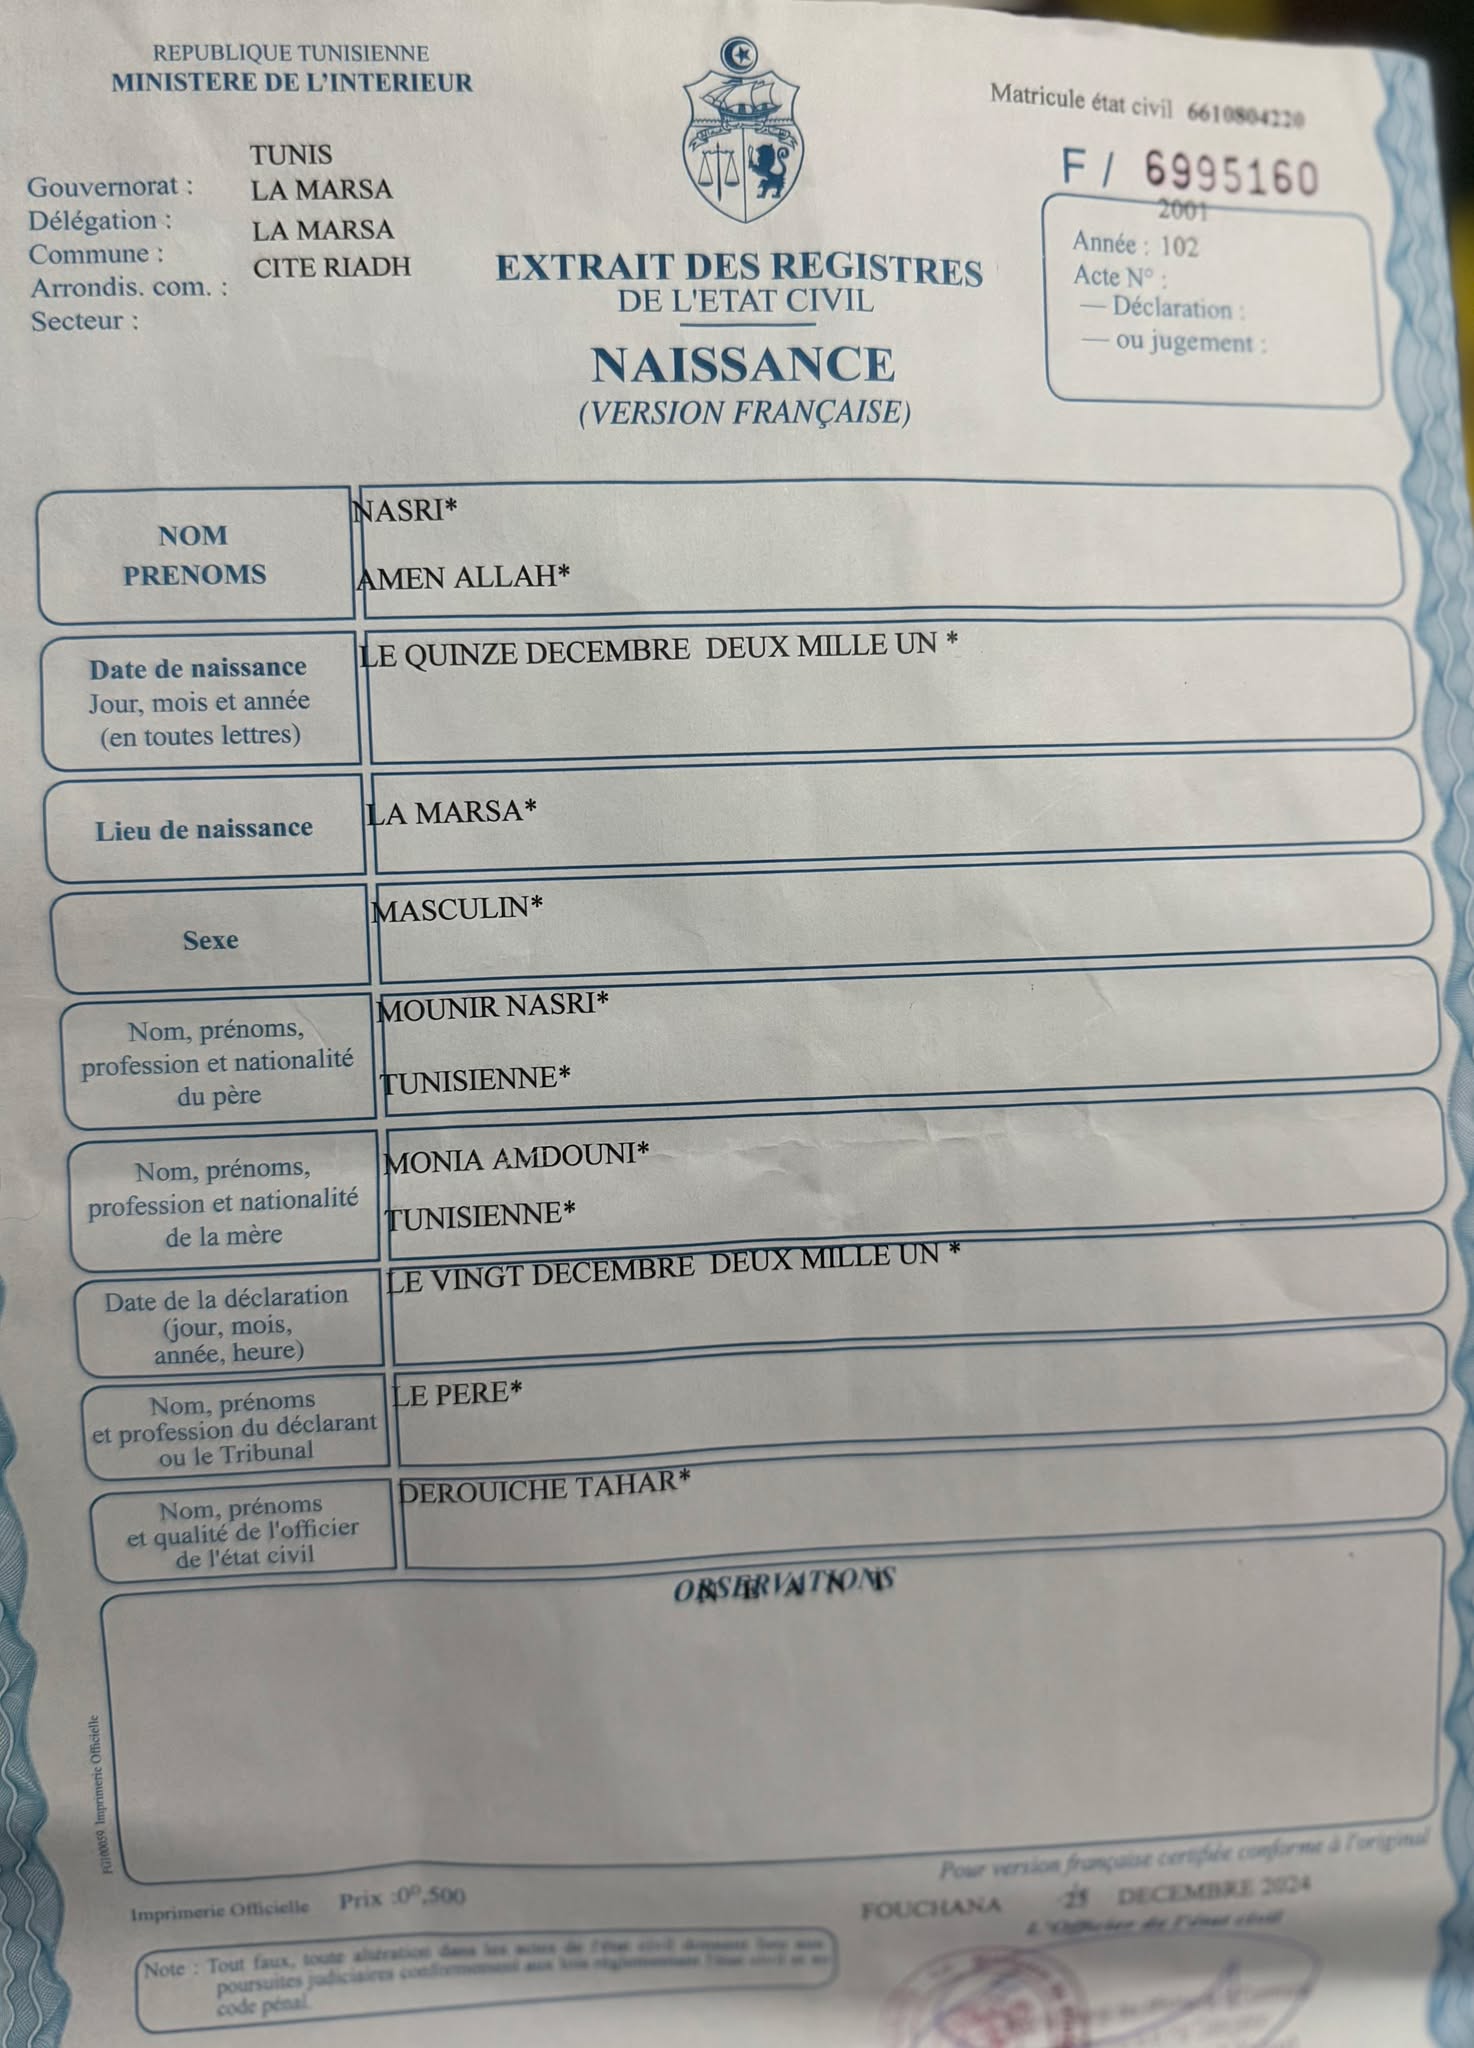 REPUBLIQUE TUNISIENNE
MINISTERE DE L'INTERIEUR
Matricule état civil 6610804220
F / 6995160
TUNIS
Gouvernorat : LA MARSA
Délégation : LA MARSA
Commune : CITE RIADH
Arrondis. com. :
Secteur :
2001
Année : 102
Acte N° :
— Déclaration :
— ou jugement :
EXTRAIT DES REGISTRES
DE L'ETAT CIVIL
NAISSANCE
(VERSION FRANÇAISE)
NOM
PRENOMS
NASRI*
AMEN ALLAH*
Date de naissance
Jour, mois et année
(en toutes lettres)
LE QUINZE DECEMBRE DEUX MILLE UN *
Lieu de naissance
LA MARSA*
Sexe
MASCULIN*
Nom, prénoms,
profession et nationalité
du père
MOUNIR NASRI*
TUNISIENNE*
Nom, prénoms,
profession et nationalité
de la mère
MONIA AMDOUNI*
TUNISIENNE*
Date de la déclaration
(jour, mois,
année, heure)
LE VINGT DECEMBRE DEUX MILLE UN *
Nom, prénoms
et profession du déclarant
ou le Tribunal
LE PERE*
Nom, prénoms
et qualité de l'officier
de l'état civil
DEROUICHE TAHAR*
OBSERVATIONS
N E A N T
FG100059 Imprimerie Officielle
Pour version française certifiée conforme à l'original
Imprimerie Officielle Prix :0ᴰ,500
FOUCHANA DECEMBRE 2024
L'Officier de l'état civil
Note : Tout faux, toute altération dans les actes de l'état civil donnent lieu aux
poursuites judiciaires conformément aux lois réglementant l'état civil et au
code pénal.